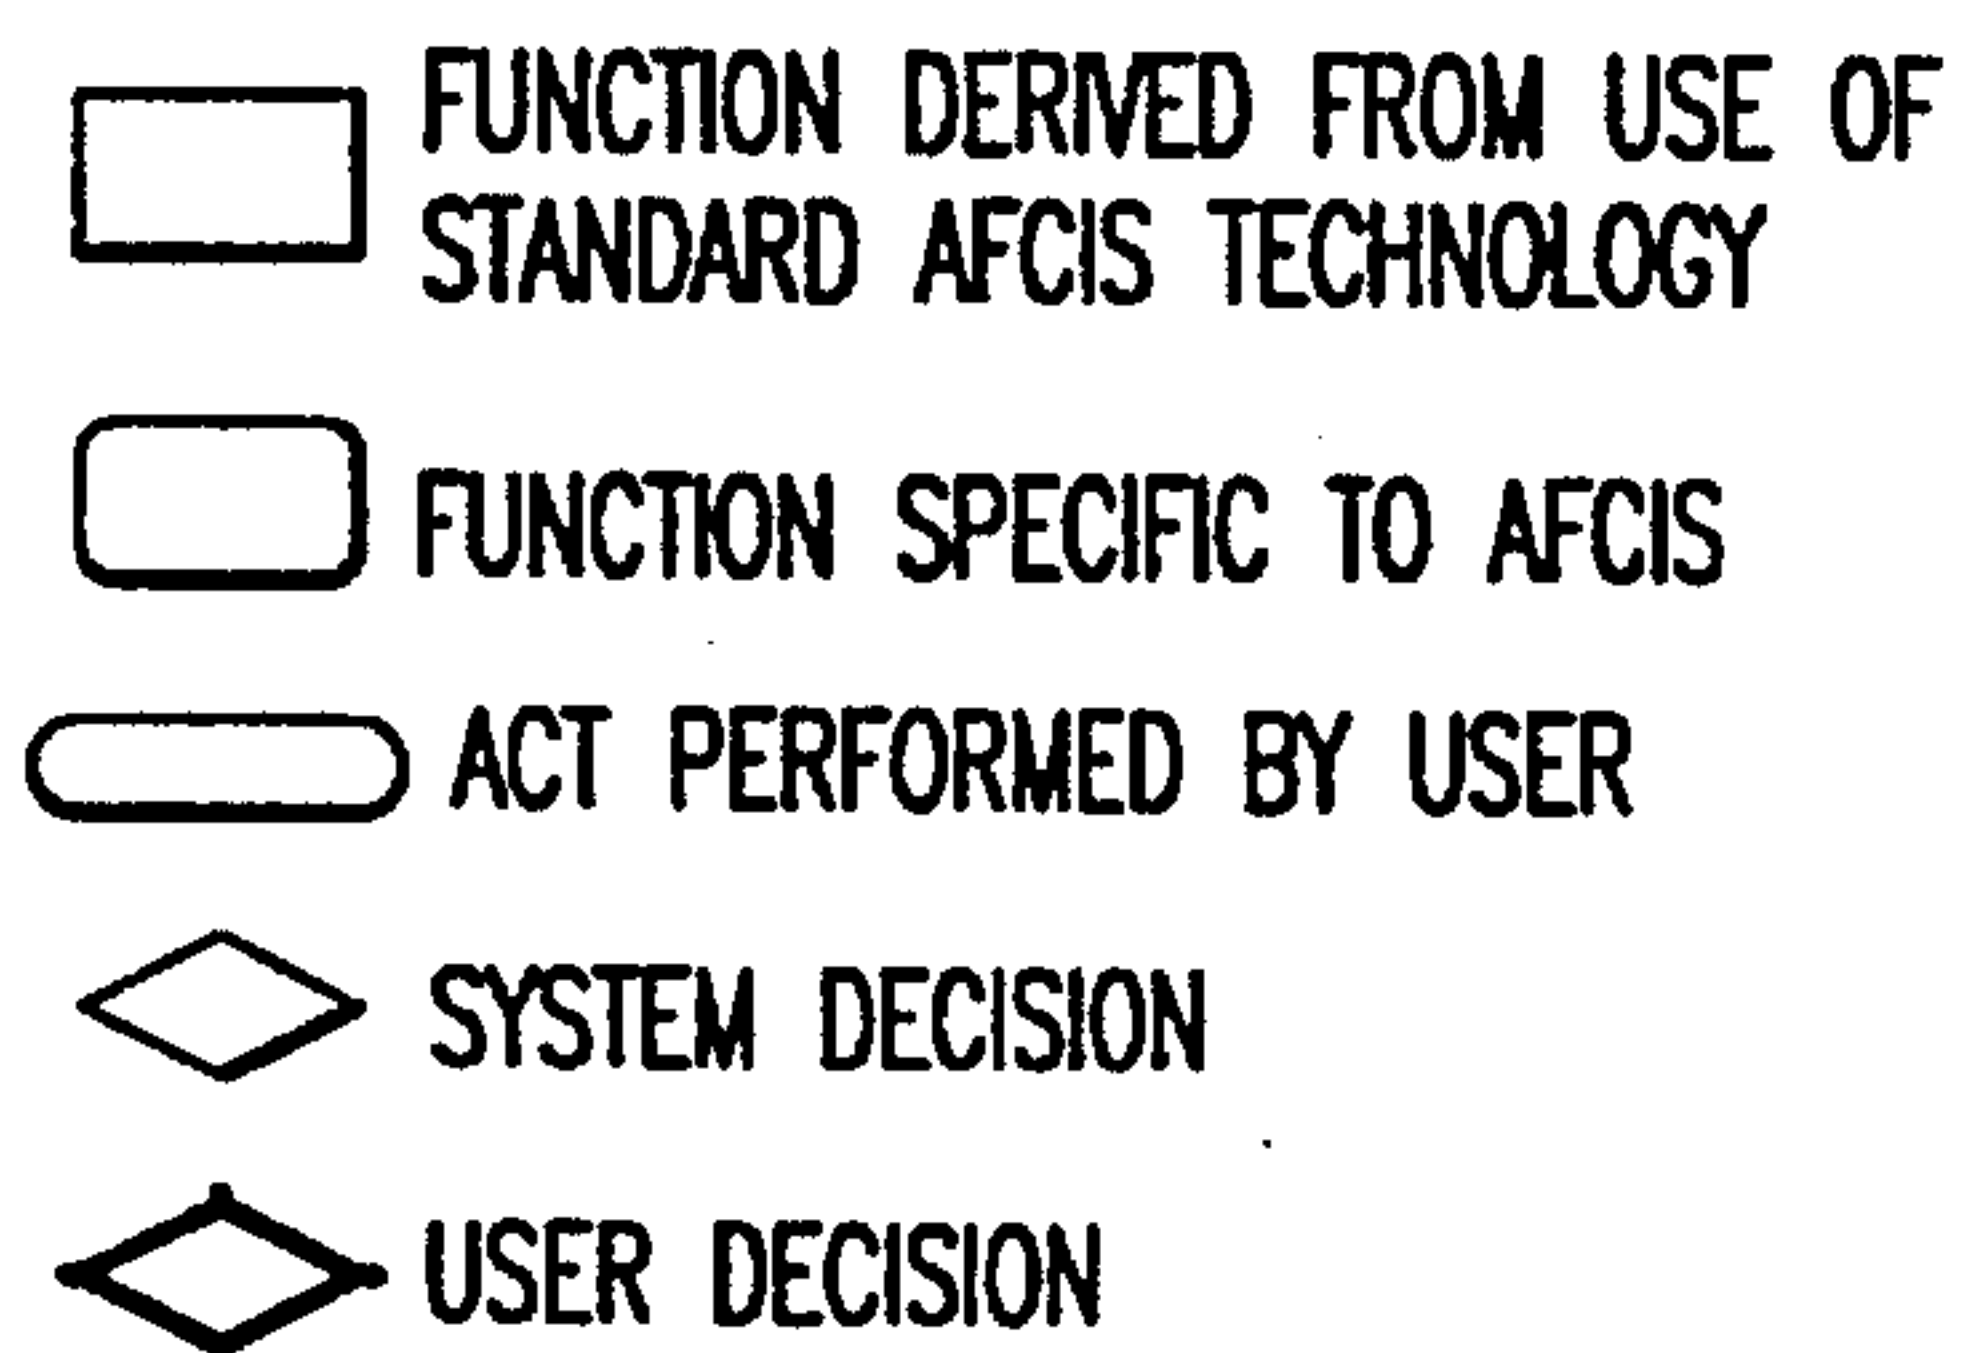 FUNCTION DERIVED FROM USE OF
STANDARD AFCIS TECHNOLOGY
FUNCTION SPECIFIC TO AFCIS
ACT PERFORMED BY USER
SYSTEM DECISION
USER DECISION